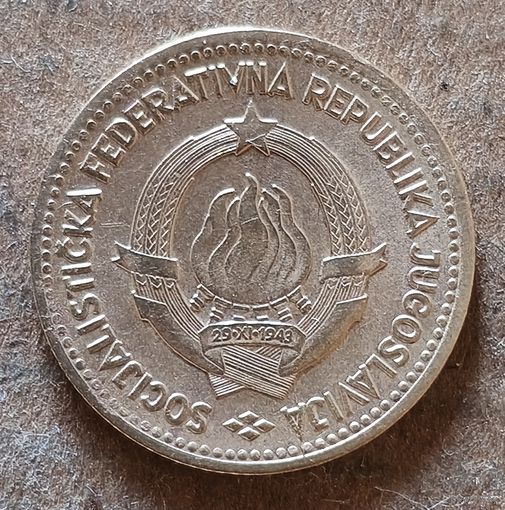 SOCIJALISTIČKA FEDERATIVNA REPUBLIKA JUGOSLAVIJA
29·XI·1943